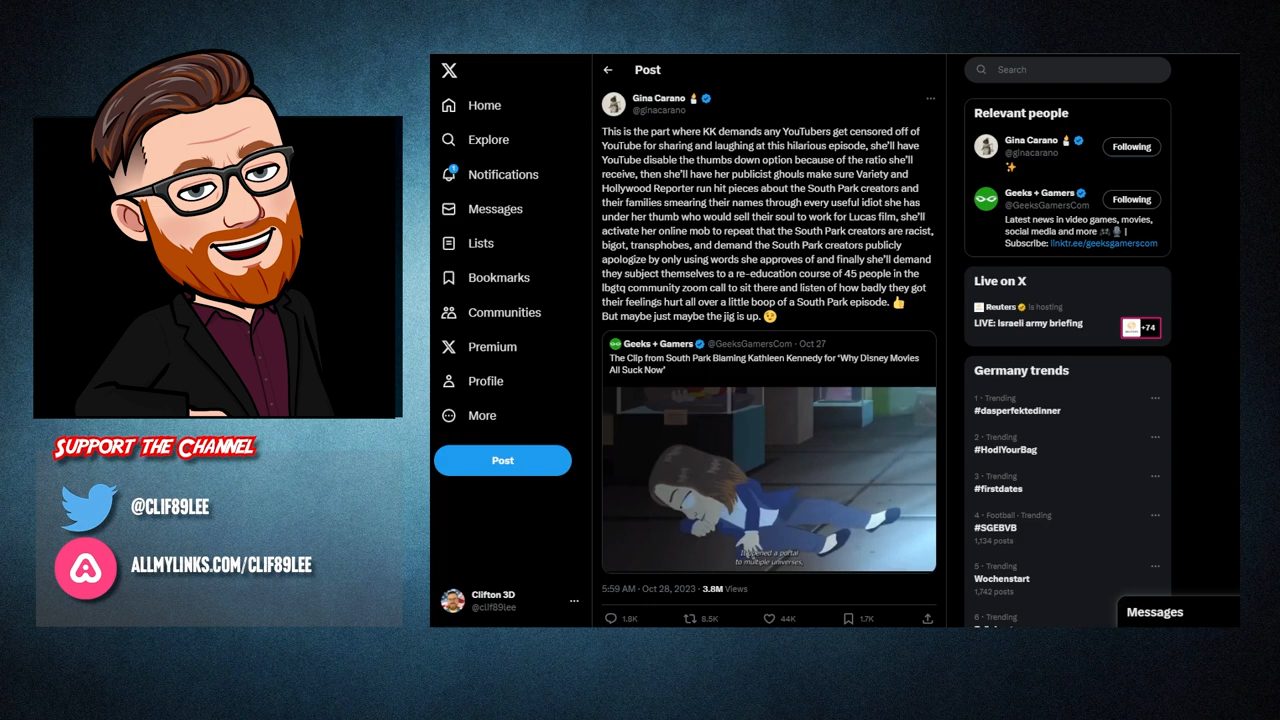 SUPPORT THE CHANNEL
@CLIF89LEE
ALLMYLINKS.COM/CLIF89LEE
Home
Explore
1
Notifications
Messages
Lists
Bookmarks
Communities
Premium
Profile
More
Post
Clifton 3D
@clif89lee
Post
Gina Carano
@ginacarano
This is the part where KK demands any YouTubers get censored off of
YouTube for sharing and laughing at this hilarious episode, she'll have
YouTube disable the thumbs down option because of the ratio she'll
receive, then she'll have her publicist ghouls make sure Variety and
Hollywood Reporter run hit pieces about the South Park creators and
their families smearing their names through every useful idiot she has
under her thumb who would sell their soul to work for Lucas film, she'll
activate her online mob to repeat that the South Park creators are racist,
bigot, transphobes, and demand the South Park creators publicly
apologize by only using words she approves of and finally she'll demand
they subject themselves to a re-education course of 45 people in the
lbgtq community zoom call to sit there and listen of how badly they got
their feelings hurt all over a little boop of a South Park episode. 👍
But maybe just maybe the jig is up. 🤨
Geeks + Gamers @GeeksGamersCom · Oct 27
The Clip from South Park Blaming Kathleen Kennedy for 'Why Disney Movies
All Suck Now'
It opened a portal
to multiple universes,
5:59 AM · Oct 28, 2023 · 3.8M Views
1.8K 8.5K 44K 1.7K
Search
Relevant people
Gina Carano
@ginacarano
Following
Geeks + Gamers
@GeeksGamersCom
Following
Latest news in video games, movies,
social media and more 🎮🎙️ |
Subscribe: linktr.ee/geeksgamerscom
Live on X
Reuters is hosting
LIVE: Israeli army briefing
+74
Germany trends
1 · Trending
#dasperfektedinner
2 · Trending
#HodlYourBag
3 · Trending
#firstdates
4 · Football · Trending
#SGEBVB
1,134 posts
5 · Trending
Wochenstart
1,742 posts
6 · Trending
Messages